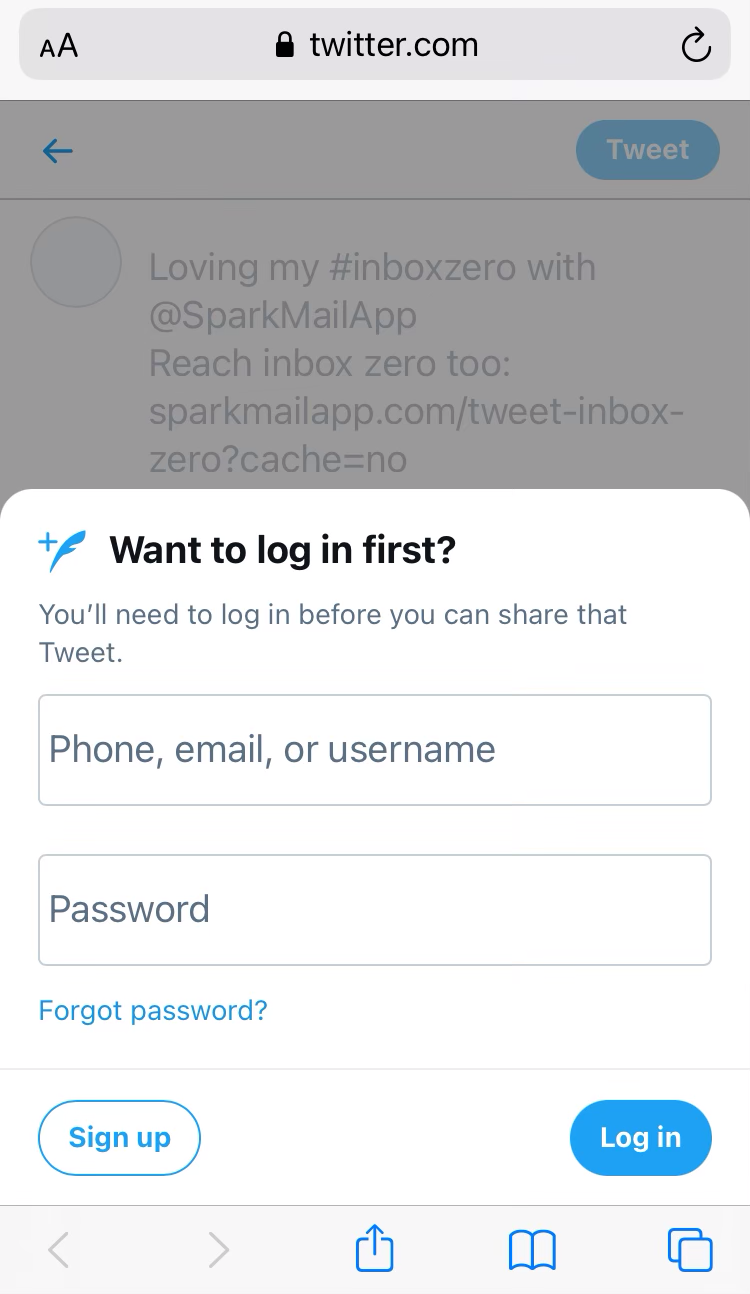 AA twitter.com
Tweet
Loving my #inboxzero with
@SparkMailApp
Reach inbox zero too:
sparkmailapp.com/tweet-inbox-
zero?cache=no
Want to log in first?
You’ll need to log in before you can share that
Tweet.
Phone, email, or username
Password
Forgot password?
Sign up
Log in